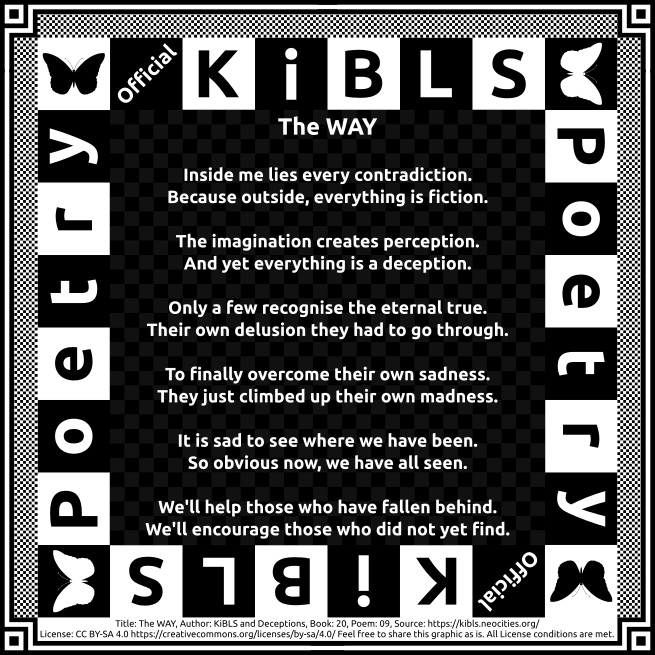 Official KiBLS
Poetry
Poetry
The WAY
Inside me lies every contradiction.
Because outside, everything is fiction.
The imagination creates perception.
And yet everything is a deception.
Only a few recognise the eternal true.
Their own delusion they had to go through.
To finally overcome their own sadness.
They just climbed up their own madness.
It is sad to see where we have been.
So obvious now, we have all seen.
We'll help those who have fallen behind.
We'll encourage those who did not yet find.
Official KiBLS
Title: The WAY, Author: KiBLS and Deceptions, Book: 20, Poem: 09, Source: https://kibls.neocities.org/
License: CC BY-SA 4.0 https://creativecommons.org/licenses/by-sa/4.0/ Feel free to share this graphic as is. All License conditions are met.